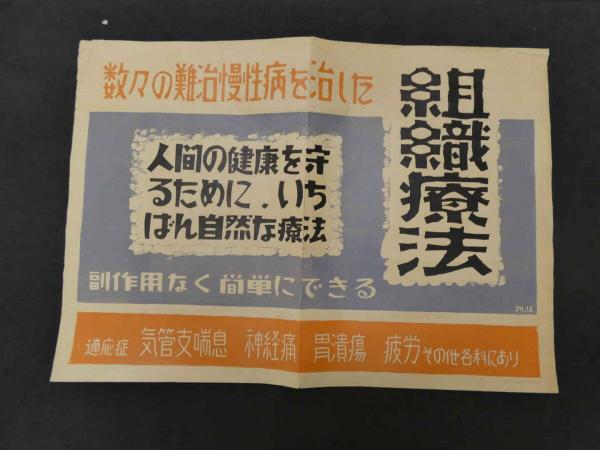 数々の難治慢性病を治した
組織療法
人間の健康を守
るために、いち
ばん自然な療法
副作用なく簡単にできる
m.u
適応症 気管支喘息 神経痛 胃潰瘍 疲労 その他各科にあり